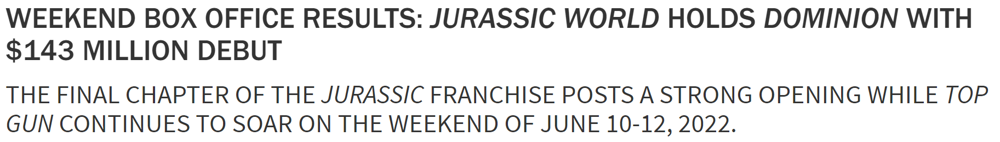 WEEKEND BOX OFFICE RESULTS: JURASSIC WORLD HOLDS DOMINION WITH
$143 MILLION DEBUT
THE FINAL CHAPTER OF THE JURASSIC FRANCHISE POSTS A STRONG OPENING WHILE TOP
GUN CONTINUES TO SOAR ON THE WEEKEND OF JUNE 10-12, 2022.